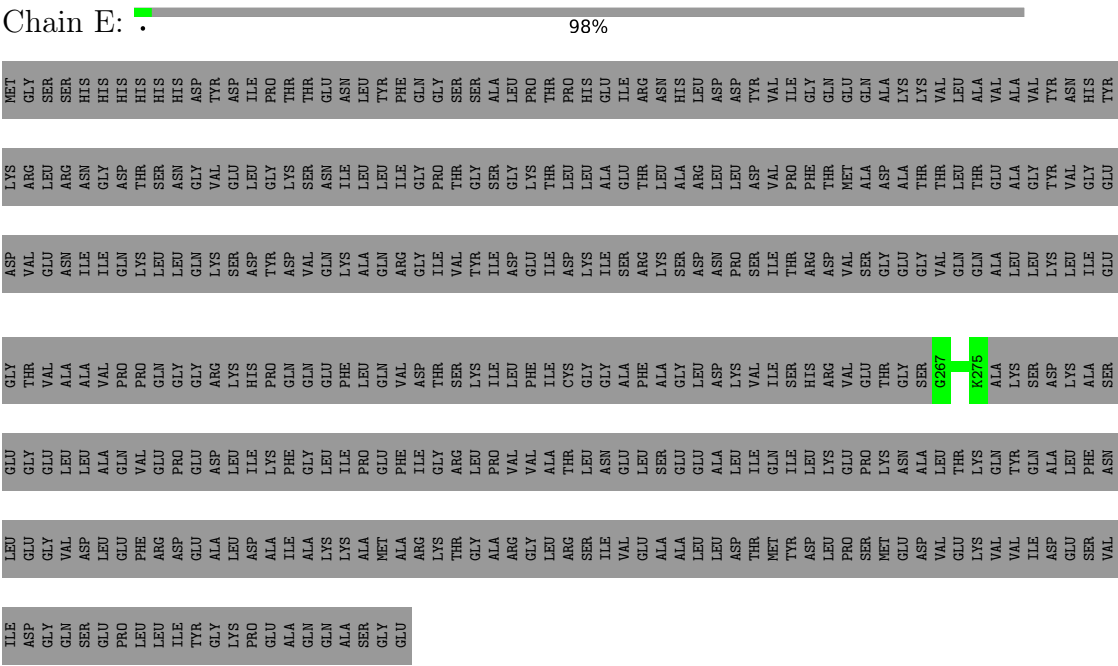 Chain E: .
98%
MET GLY SER SER HIS HIS HIS HIS HIS HIS ASP TYR ASP ILE PRO THR THR GLU ASN LEU TYR PHE GLN GLY SER SER ALA LEU PRO THR PRO HIS GLU ILE ARG ASN HIS LEU ASP ASP TYR VAL ILE GLY GLN GLU GLN ALA LYS LYS VAL LEU ALA VAL ALA VAL TYR ASN HIS TYR
LYS ARG LEU ARG ASN GLY ASP THR SER ASN GLY VAL GLU LEU GLY LYS SER ASN ILE LEU LEU ILE GLY PRO THR GLY SER GLY LYS THR LEU LEU ALA GLU THR LEU ALA ARG LEU LEU ASP VAL PRO PHE THR MET ALA ASP ALA THR THR LEU THR GLU ALA GLY TYR VAL GLY GLU
ASP VAL GLU ASN ILE ILE GLN LYS LEU LEU GLN LYS SER ASP TYR ASP VAL GLN LYS ALA GLN ARG GLY ILE VAL TYR ILE ASP GLU ILE ASP LYS ILE SER ARG LYS SER ASP ASN PRO SER ILE THR ARG ASP VAL SER GLY GLU GLY VAL GLN GLN ALA LEU LEU LYS LEU ILE GLU
GLY THR VAL ALA ALA VAL PRO PRO GLN GLY GLY ARG LYS HIS PRO GLN GLN GLU PHE LEU GLN VAL ASP THR SER LYS ILE LEU PHE ILE CYS GLY GLY ALA PHE ALA GLY LEU ASP LYS VAL ILE SER HIS ARG VAL GLU THR GLY SER G267 K275 ALA LYS SER ASP LYS ALA SER
GLU GLY GLU LEU LEU ALA GLN VAL GLU PRO GLU ASP LEU ILE LYS PHE GLY LEU ILE PRO GLU PHE ILE GLY ARG LEU PRO VAL VAL ALA THR LEU ASN GLU LEU SER GLU GLU ALA LEU ILE GLN ILE LEU LYS GLU PRO LYS ASN ALA LEU THR LYS GLN TYR GLN ALA LEU PHE ASN
LEU GLU GLY VAL ASP LEU GLU PHE ARG ASP GLU ALA LEU ASP ALA ILE ALA LYS LYS ALA MET ALA ARG LYS THR GLY ALA ARG GLY LEU ARG SER ILE VAL GLU ALA ALA LEU LEU ASP THR MET TYR ASP LEU PRO SER MET GLU ASP VAL GLU LYS VAL VAL ILE ASP GLU SER VAL
ILE ASP GLY GLN SER GLU PRO LEU LEU ILE TYR GLY LYS PRO GLU ALA GLN GLN ALA SER GLY GLU